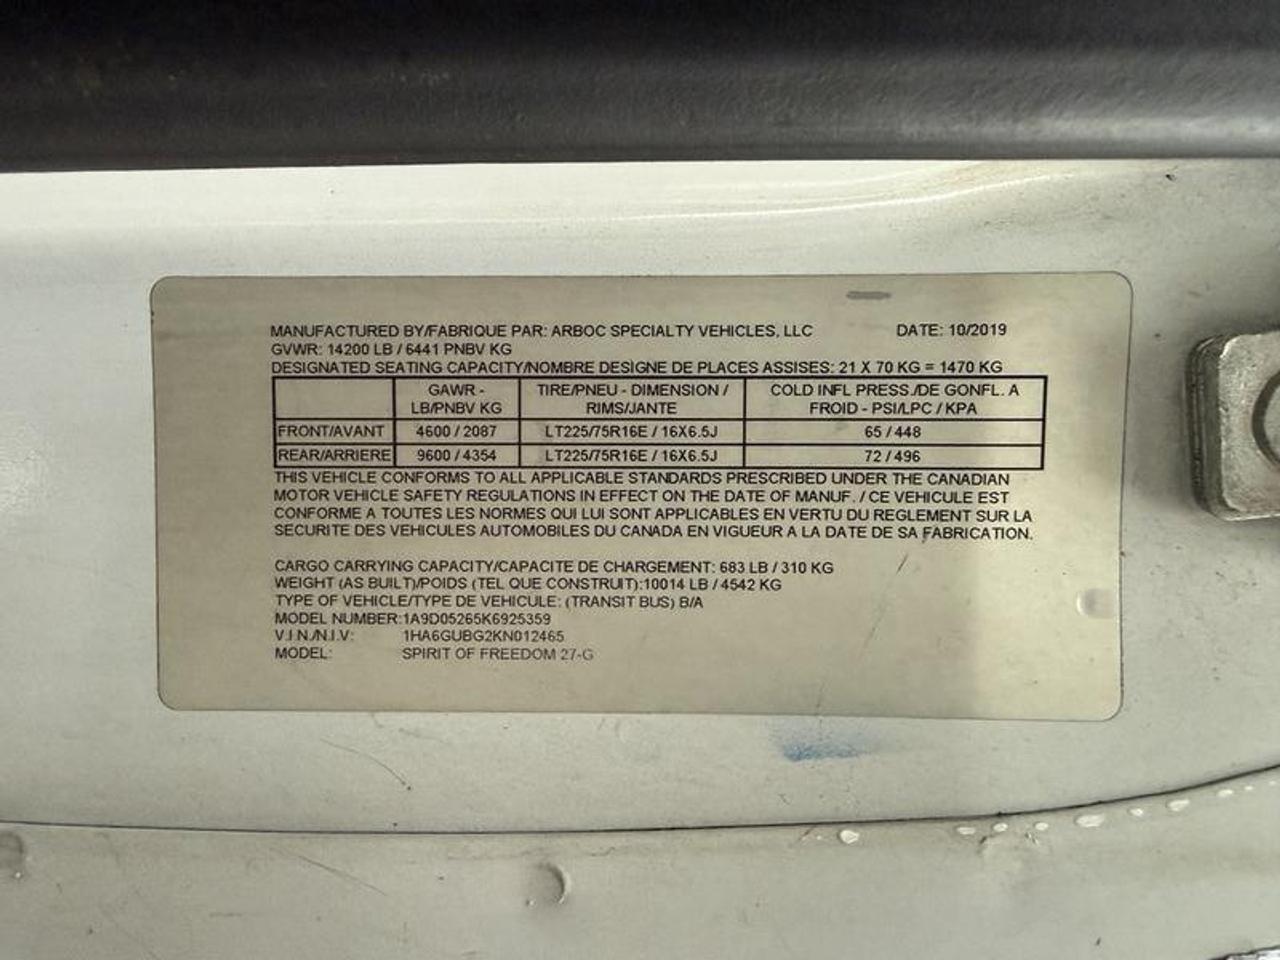 MANUFACTURED BY/FABRIQUE PAR: ARBOC SPECIALTY VEHICLES, LLC DATE: 10/2019
GVWR: 14200 LB / 6441 PNBV KG
DESIGNATED SEATING CAPACITY/NOMBRE DESIGNE DE PLACES ASSISES: 21 X 70 KG = 1470 KG
GAWR - TIRE/PNEU - DIMENSION / COLD INFL PRESS./DE GONFL. A
LB/PNBV KG RIMS/JANTE FROID - PSI/LPC / KPA
FRONT/AVANT 4600 / 2087 LT225/75R16E / 16X6.5J 65 / 448
REAR/ARRIERE 9600 / 4354 LT225/75R16E / 16X6.5J 72 / 496
THIS VEHICLE CONFORMS TO ALL APPLICABLE STANDARDS PRESCRIBED UNDER THE CANADIAN
MOTOR VEHICLE SAFETY REGULATIONS IN EFFECT ON THE DATE OF MANUF. / CE VEHICULE EST
CONFORME A TOUTES LES NORMES QUI LUI SONT APPLICABLES EN VERTU DU REGLEMENT SUR LA
SECURITE DES VEHICULES AUTOMOBILES DU CANADA EN VIGUEUR A LA DATE DE SA FABRICATION.
CARGO CARRYING CAPACITY/CAPACITE DE CHARGEMENT: 683 LB / 310 KG
WEIGHT (AS BUILT)/POIDS (TEL QUE CONSTRUIT):10014 LB / 4542 KG
TYPE OF VEHICLE/TYPE DE VEHICULE: (TRANSIT BUS) B/A
MODEL NUMBER:1A9D05265K6925359
V.I.N./N.I.V: 1HA6GUBG2KN012465
MODEL: SPIRIT OF FREEDOM 27-G